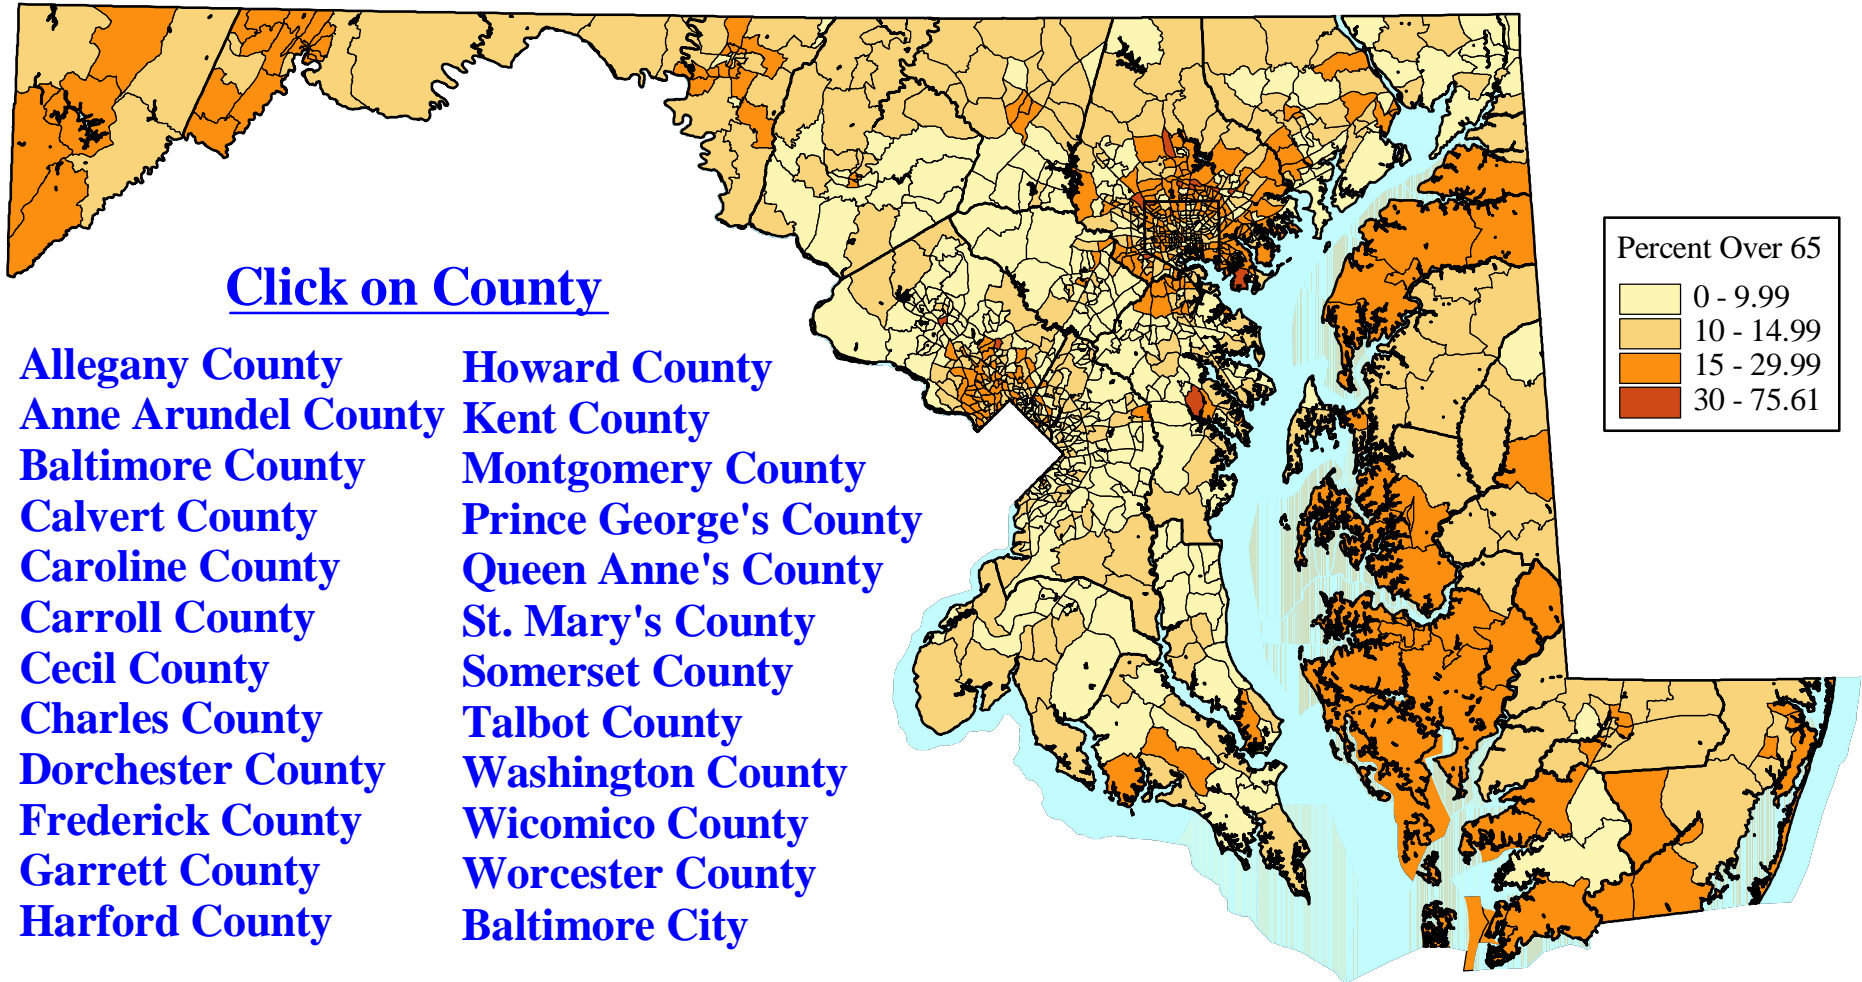 Click on County
Allegany County
Anne Arundel County
Baltimore County
Calvert County
Caroline County
Carroll County
Cecil County
Charles County
Dorchester County
Frederick County
Garrett County
Harford County
Howard County
Kent County
Montgomery County
Prince George's County
Queen Anne's County
St. Mary's County
Somerset County
Talbot County
Washington County
Wicomico County
Worcester County
Baltimore City
Percent Over 65
0 - 9.99
10 - 14.99
15 - 29.99
30 - 75.61